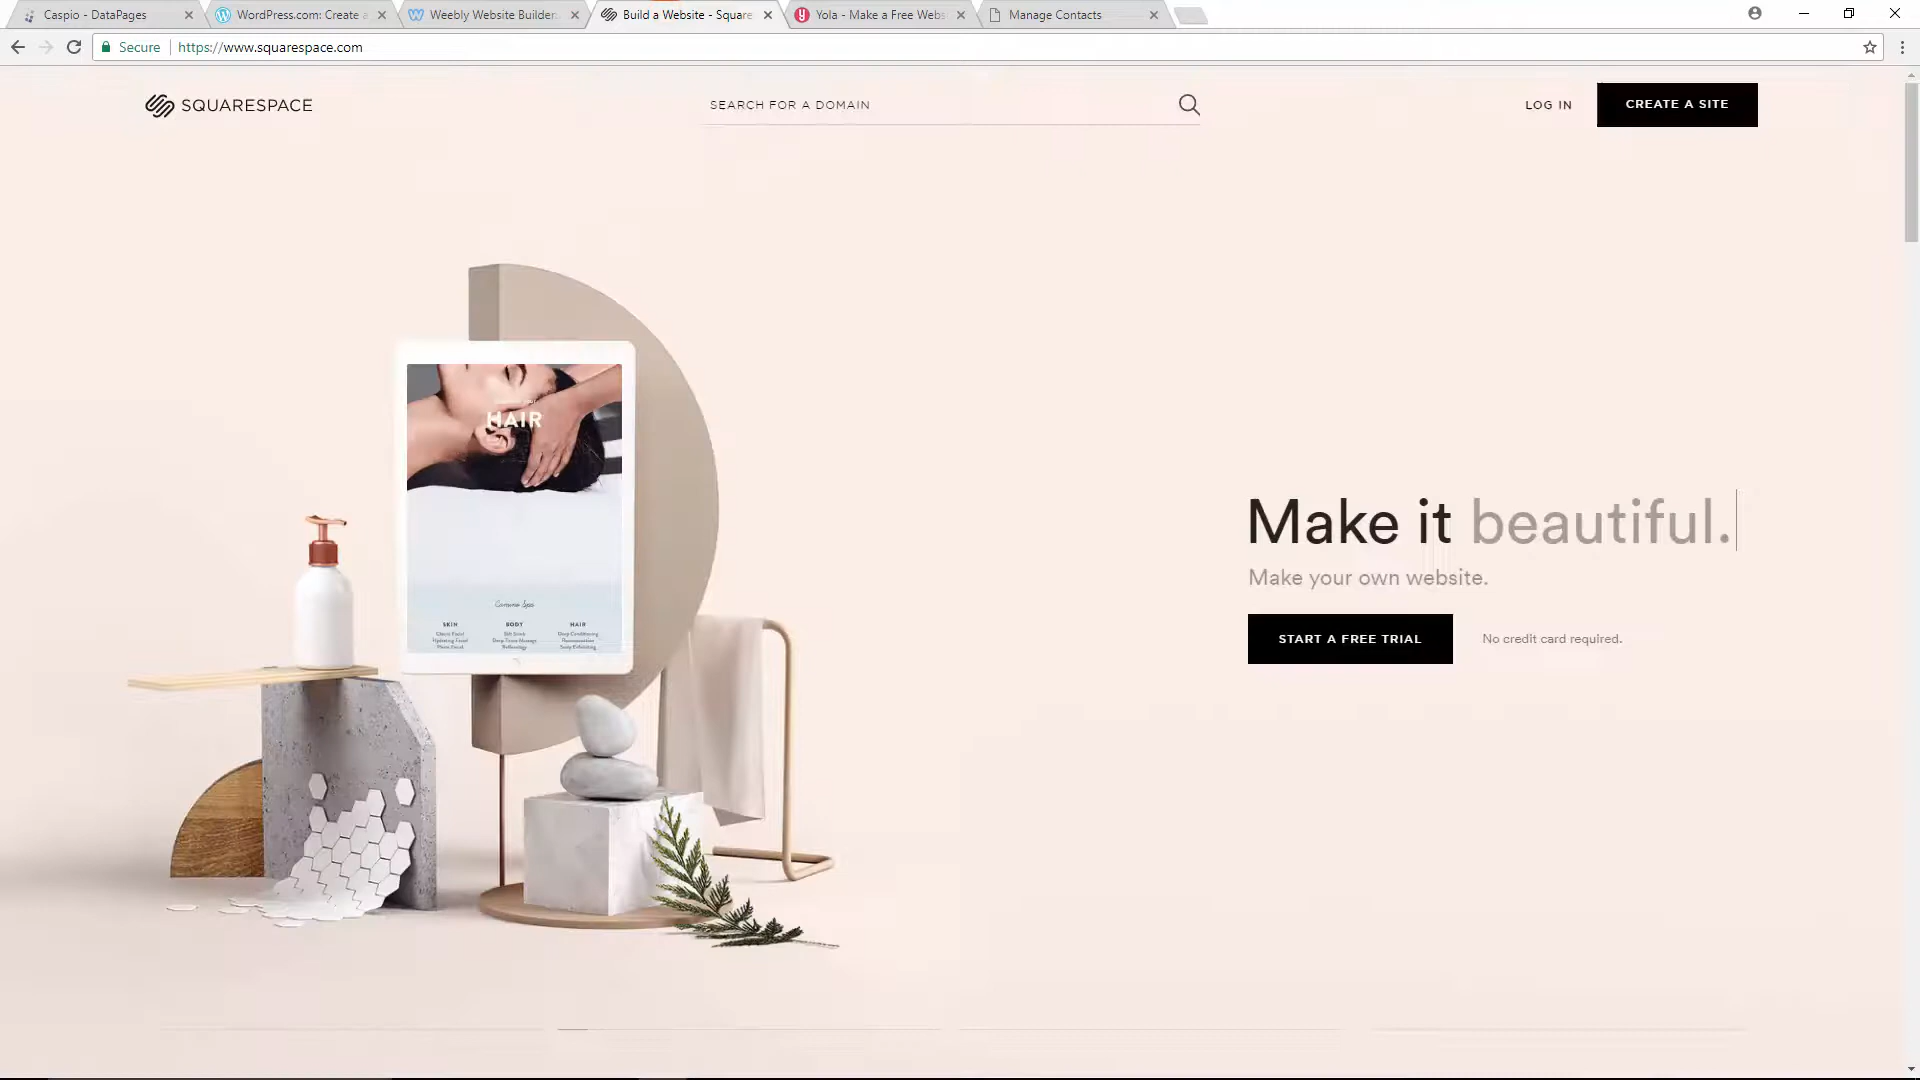 Caspio - DataPages
WordPress.com: Create a
Weebly Website Builder:
Build a Website - Square
Yola - Make a Free Webs
Manage Contacts
Secure
https://www.squarespace.com
SQUARESPACE
SEARCH FOR A DOMAIN
LOG IN
CREATE A SITE
HAIR
Make it beautiful.
Make your own website.
START A FREE TRIAL
No credit card required.
SKIN BODY HAIR